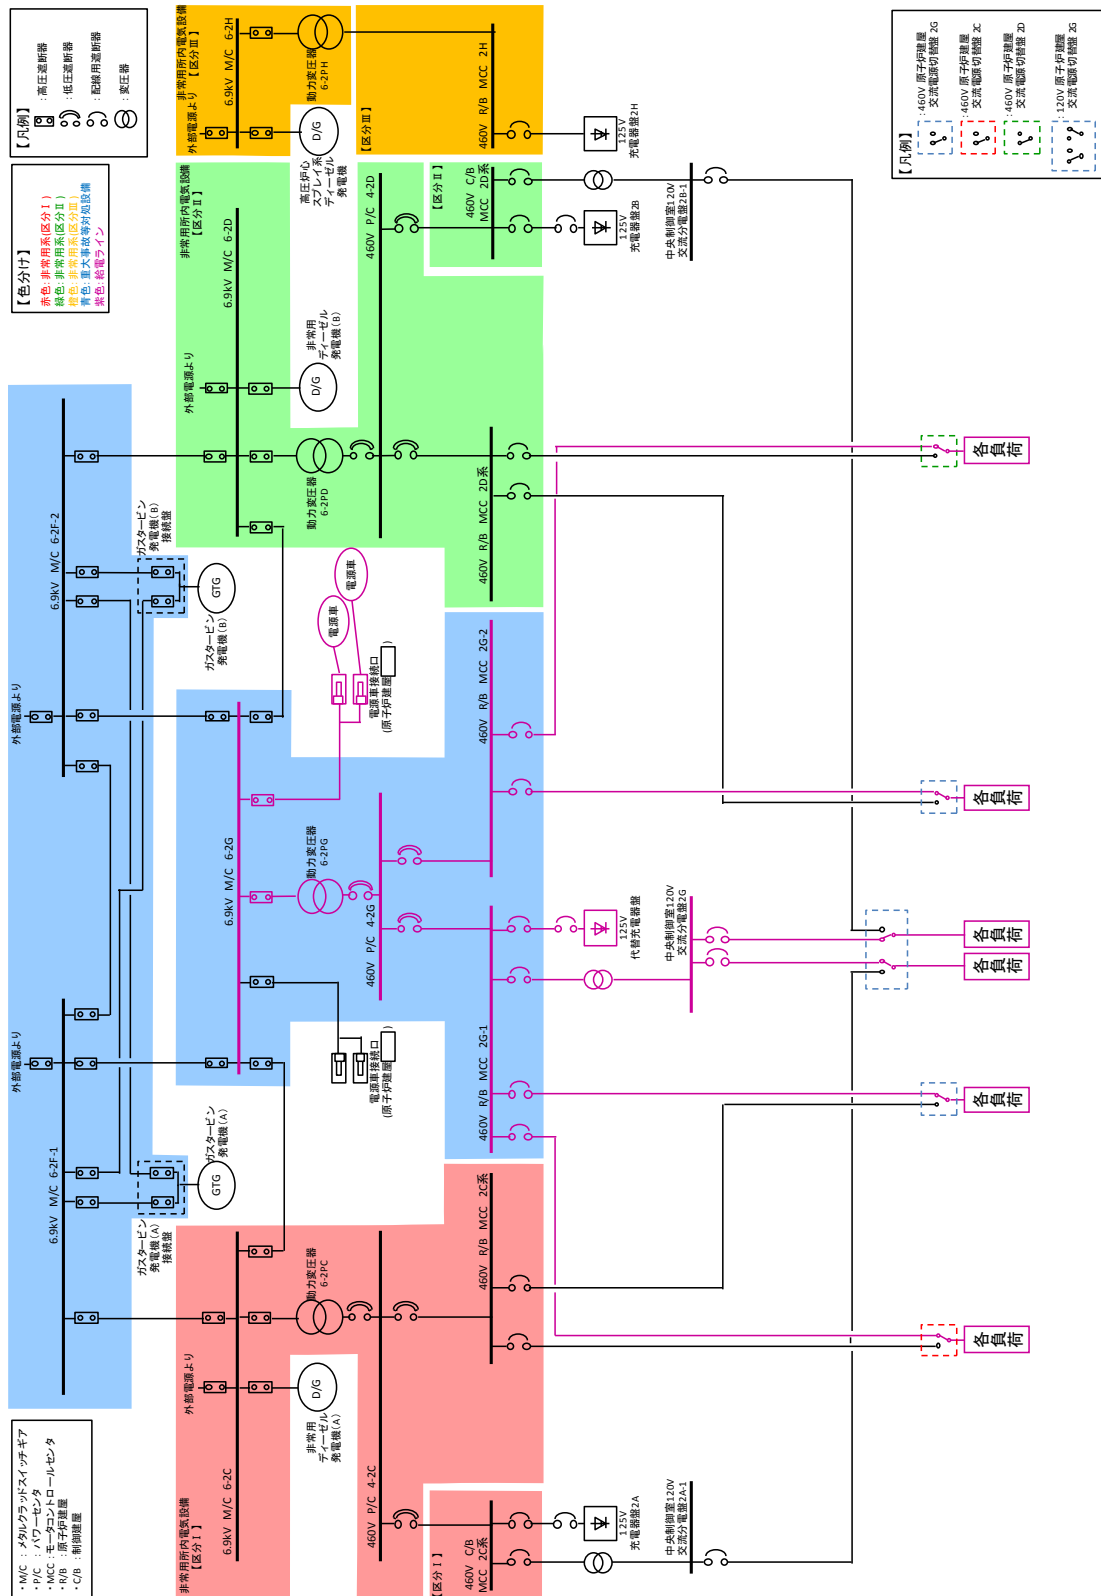 ・M/C : メタルクラッドスイッチギア
・P/C : パワーセンタ
・MCC : モータコントロールセンタ
・R/B : 原子炉建屋
・C/B : 制御建屋
【色分け】
赤色: 非常用系(区分Ⅰ)
緑色: 非常用系(区分Ⅱ)
橙色: 非常用系(区分Ⅲ)
青色: 重大事故等対処設備
紫色: 給電ライン
【凡例】
: 高圧遮断器
: 低圧遮断器
: 配線用遮断器
: 変圧器
外部電源より
6.9kV M/C 6-2F-1
外部電源より
6.9kV M/C 6-2F-2
ガスタービン
発電機(A)
接続盤
GTG
ガスタービン
発電機(A)
ガスタービン
発電機(B)
接続盤
GTG
ガスタービン
発電機(B)
非常用所内電気設備
【区分Ⅰ】
外部電源より
6.9kV M/C 6-2C
D/G
非常用
ディーゼル
発電機(A)
動力変圧器
6-2PC
460V P/C 4-2C
【区分Ⅰ】
460V C/B
MCC 2C系
460V R/B MCC 2C系
125V
充電器盤2A
中央制御室120V
交流分電盤2A-1
6.9kV M/C 6-2G
電源車接続口
(原子炉建屋 )
動力変圧器
6-2PG
電源車
電源車
電源車接続口
(原子炉建屋 )
460V P/C 4-2G
460V R/B MCC 2G-1
460V R/B MCC 2G-2
125V
代替充電器盤
中央制御室120V
交流分電盤2G
非常用所内電気設備
【区分Ⅱ】
外部電源より
6.9kV M/C 6-2D
動力変圧器
6-2PD
D/G
非常用
ディーゼル
発電機(B)
460V P/C 4-2D
460V R/B MCC 2D系
【区分Ⅱ】
460V C/B
MCC 2D系
125V
充電器盤2B
中央制御室120V
交流分電盤2B-1
非常用所内電気設備
【区分Ⅲ】
外部電源より
6.9kV M/C 6-2H
D/G
高圧炉心
スプレイ系
ディーゼル
発電機
動力変圧器
6-2PH
【区分Ⅲ】
460V R/B MCC 2H
125V
充電器盤2H
各負荷
各負荷
各負荷
各負荷
各負荷
各負荷
【凡例】
: 460V 原子炉建屋
交流電源切替盤 2G
: 460V 原子炉建屋
交流電源切替盤 2C
: 460V 原子炉建屋
交流電源切替盤 2D
: 120V 原子炉建屋
交流電源切替盤 2G